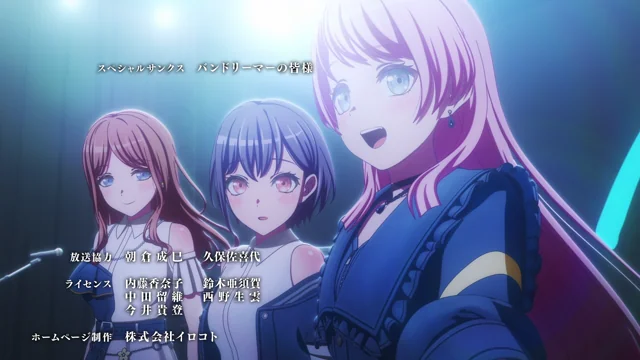 スペシャルサンクス バンドリーマーの皆様
放送協力 朝倉成巳 久保佐喜代
ライセンス 内藤香奈子 鈴木亜須賀
中田留維 西野生雲
今井貴登
ホームページ制作 株式会社イロコト